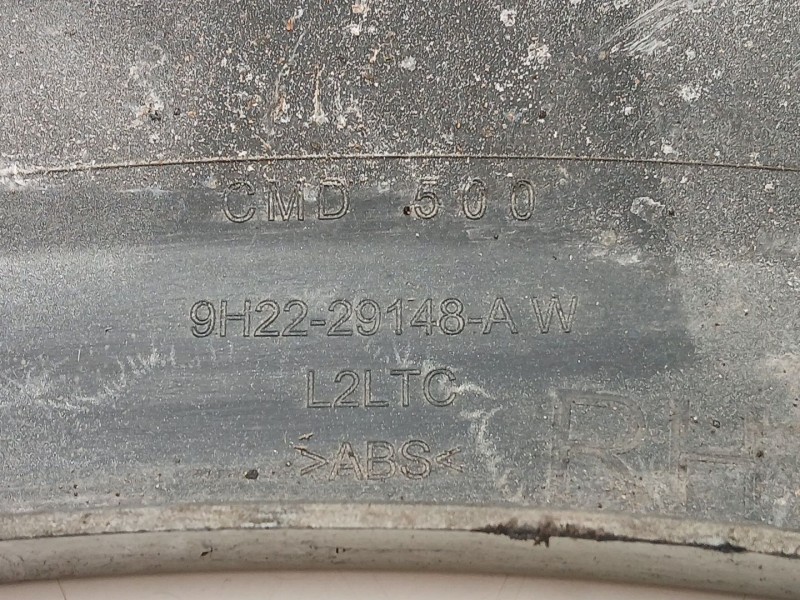 CMD 500
9H22-29148-A W
L2LTC
>ABS<
RH